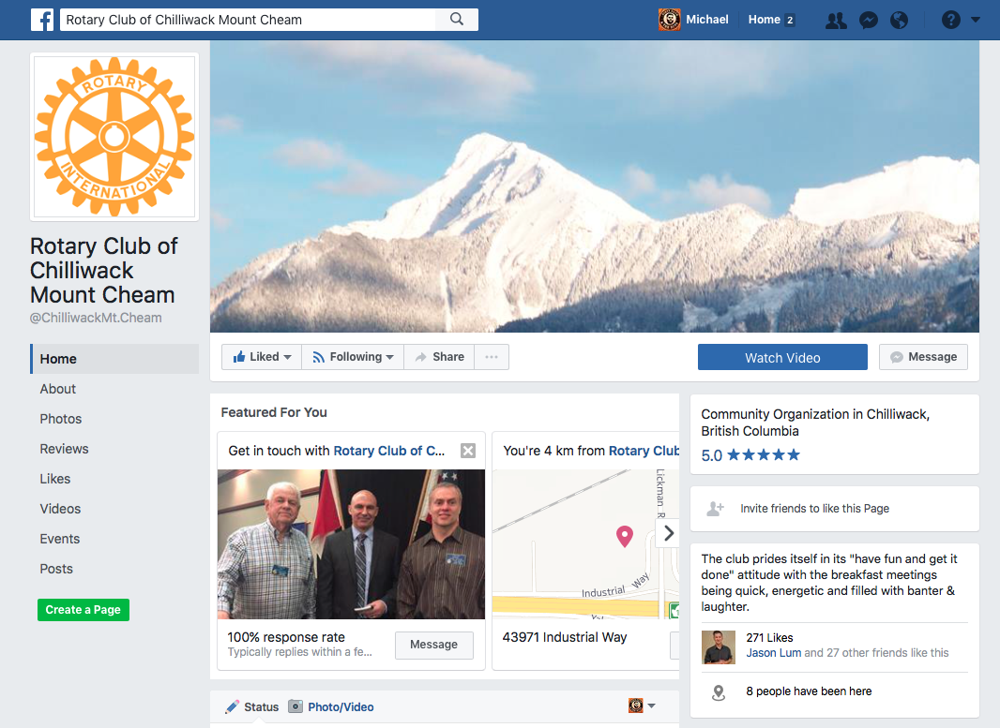 Rotary Club of Chilliwack Mount Cheam
Michael
Home 2
ROTARY
INTERNATIONAL
Rotary Club of
Chilliwack
Mount Cheam
@ChilliwackMt.Cheam
Home
About
Photos
Reviews
Likes
Videos
Events
Posts
Create a Page
Liked
Following
Share
Watch Video
Message
Featured For You
Get in touch with Rotary Club of C...
100% response rate
Typically replies within a fe...
Message
You're 4 km from Rotary Club
Lickman R
Industrial Way
43971 Industrial Way
Status
Photo/Video
Community Organization in Chilliwack,
British Columbia
5.0 ★★★★★
Invite friends to like this Page
The club prides itself in its "have fun and get it
done" attitude with the breakfast meetings
being quick, energetic and filled with banter &
laughter.
271 Likes
Jason Lum and 27 other friends like this
8 people have been here